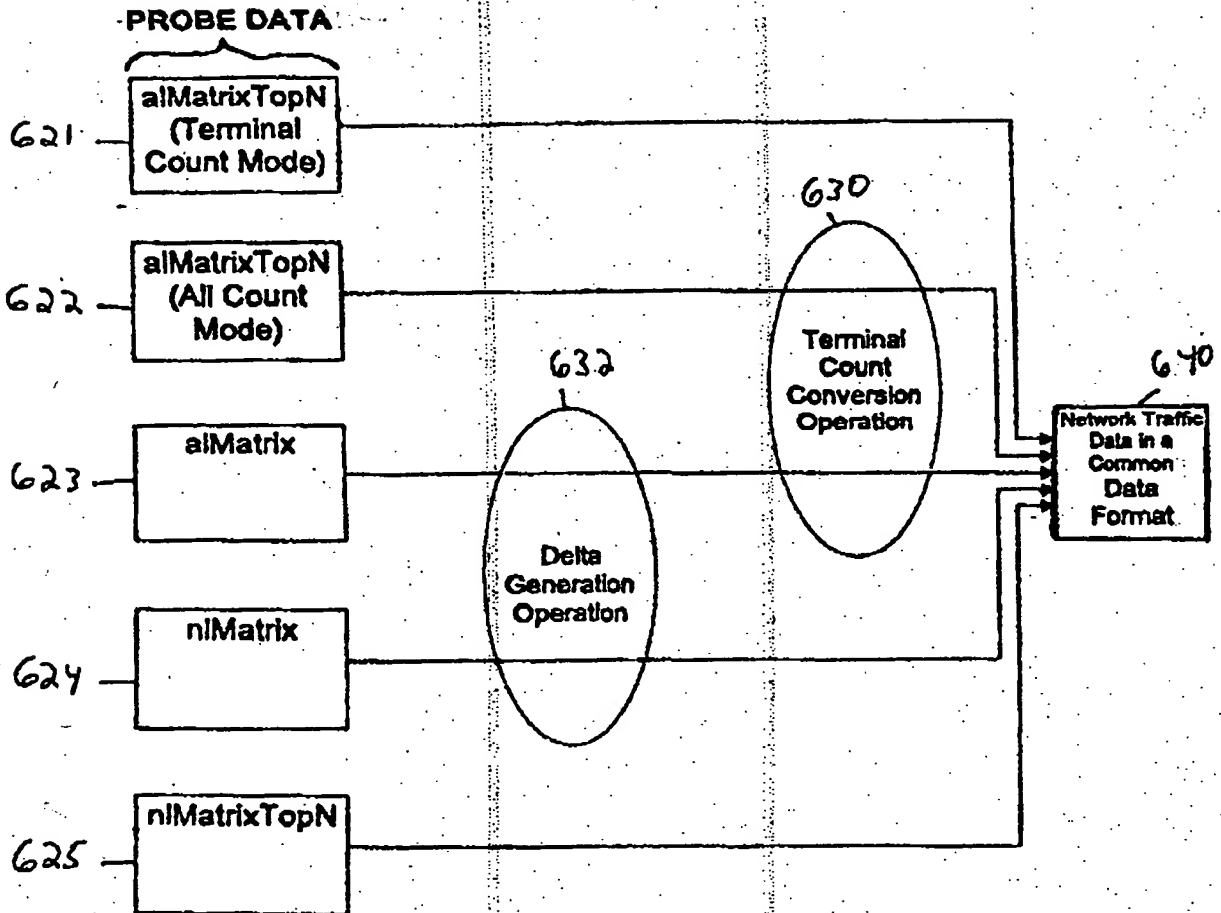 PROBE DATA
621
alMatrixTopN
(Terminal
Count Mode)
622
alMatrixTopN
(All Count
Mode)
630
Terminal
Count
Conversion
Operation
632
640
Network Traffic
Data in a
Common
Data
Format
623
alMatrix
Delta
Generation
Operation
624
nlMatrix
625
nlMatrixTopN